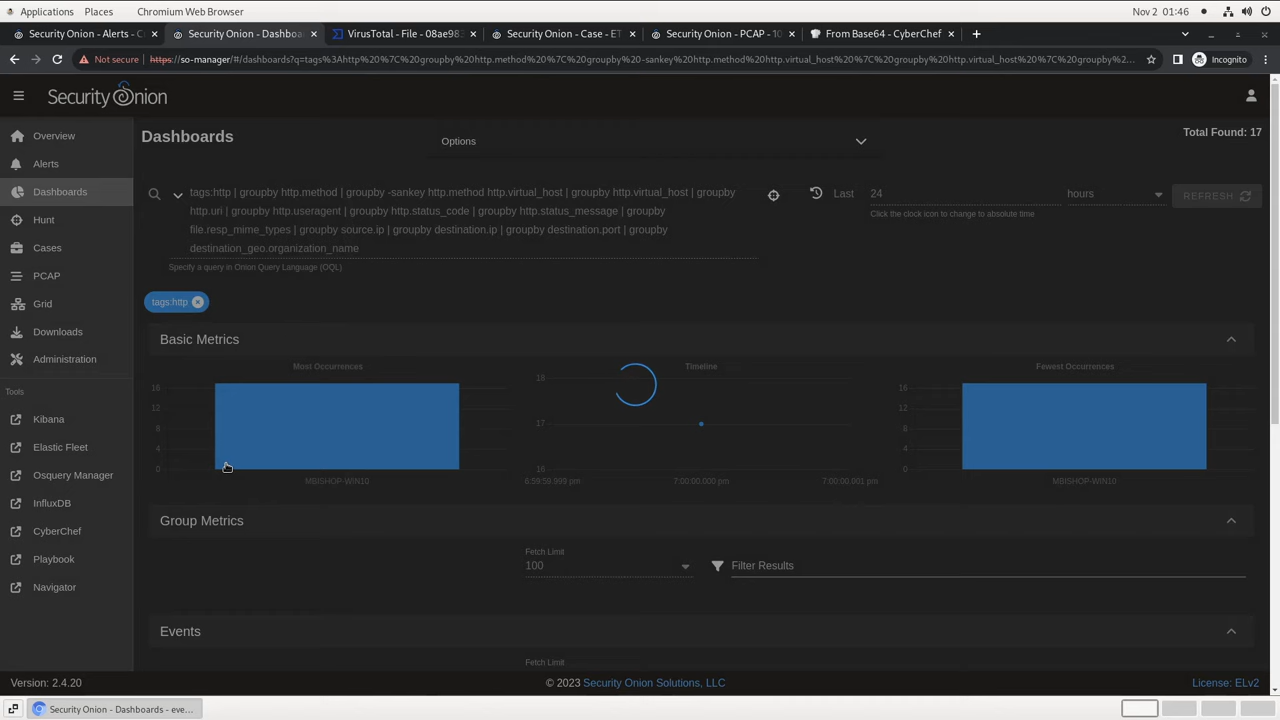 Applications Places Chromium Web Browser Nov 2 01:46
Security Onion - Alerts - C
Security Onion - Dashboa
VirusTotal - File - 08ae983
Security Onion - Case - ET
Security Onion - PCAP - 10
From Base64 - CyberChef
Not secure https://so-manager/#/dashboards?q=tags%3Ahttp%20%7C%20groupby%20http.method%20%7C%20groupby%20-sankey%20http.method%20http.virtual_host%20%7C%20groupby%20http.virtual_host%20%7C%20groupby%2... Incognito
Security Onion
Overview
Alerts
Dashboards
Hunt
Cases
PCAP
Grid
Downloads
Administration
Tools
Kibana
Elastic Fleet
Osquery Manager
InfluxDB
CyberChef
Playbook
Navigator
Dashboards
Options
Total Found: 17
tags:http | groupby http.method | groupby -sankey http.method http.virtual_host | groupby http.virtual_host | groupby
http.uri | groupby http.useragent | groupby http.status_code | groupby http.status_message | groupby
file.resp_mime_types | groupby source.ip | groupby destination.ip | groupby destination.port | groupby
destination_geo.organization_name
Specify a query in Onion Query Language (OQL)
Last 24 hours
Click the clock icon to change to absolute time
REFRESH
tags:http
Basic Metrics
Most Occurrences
16
12
8
4
0
MBISHOP-WIN10
Timeline
18
17
16
6:59:59.999 pm 7:00:00.000 pm 7:00:00.001 pm
Fewest Occurrences
16
12
8
4
0
MBISHOP-WIN10
Group Metrics
Fetch Limit
100
Filter Results
Events
Fetch Limit
Version: 2.4.20 © 2023 Security Onion Solutions, LLC License: ELv2
Security Onion - Dashboards - eve...